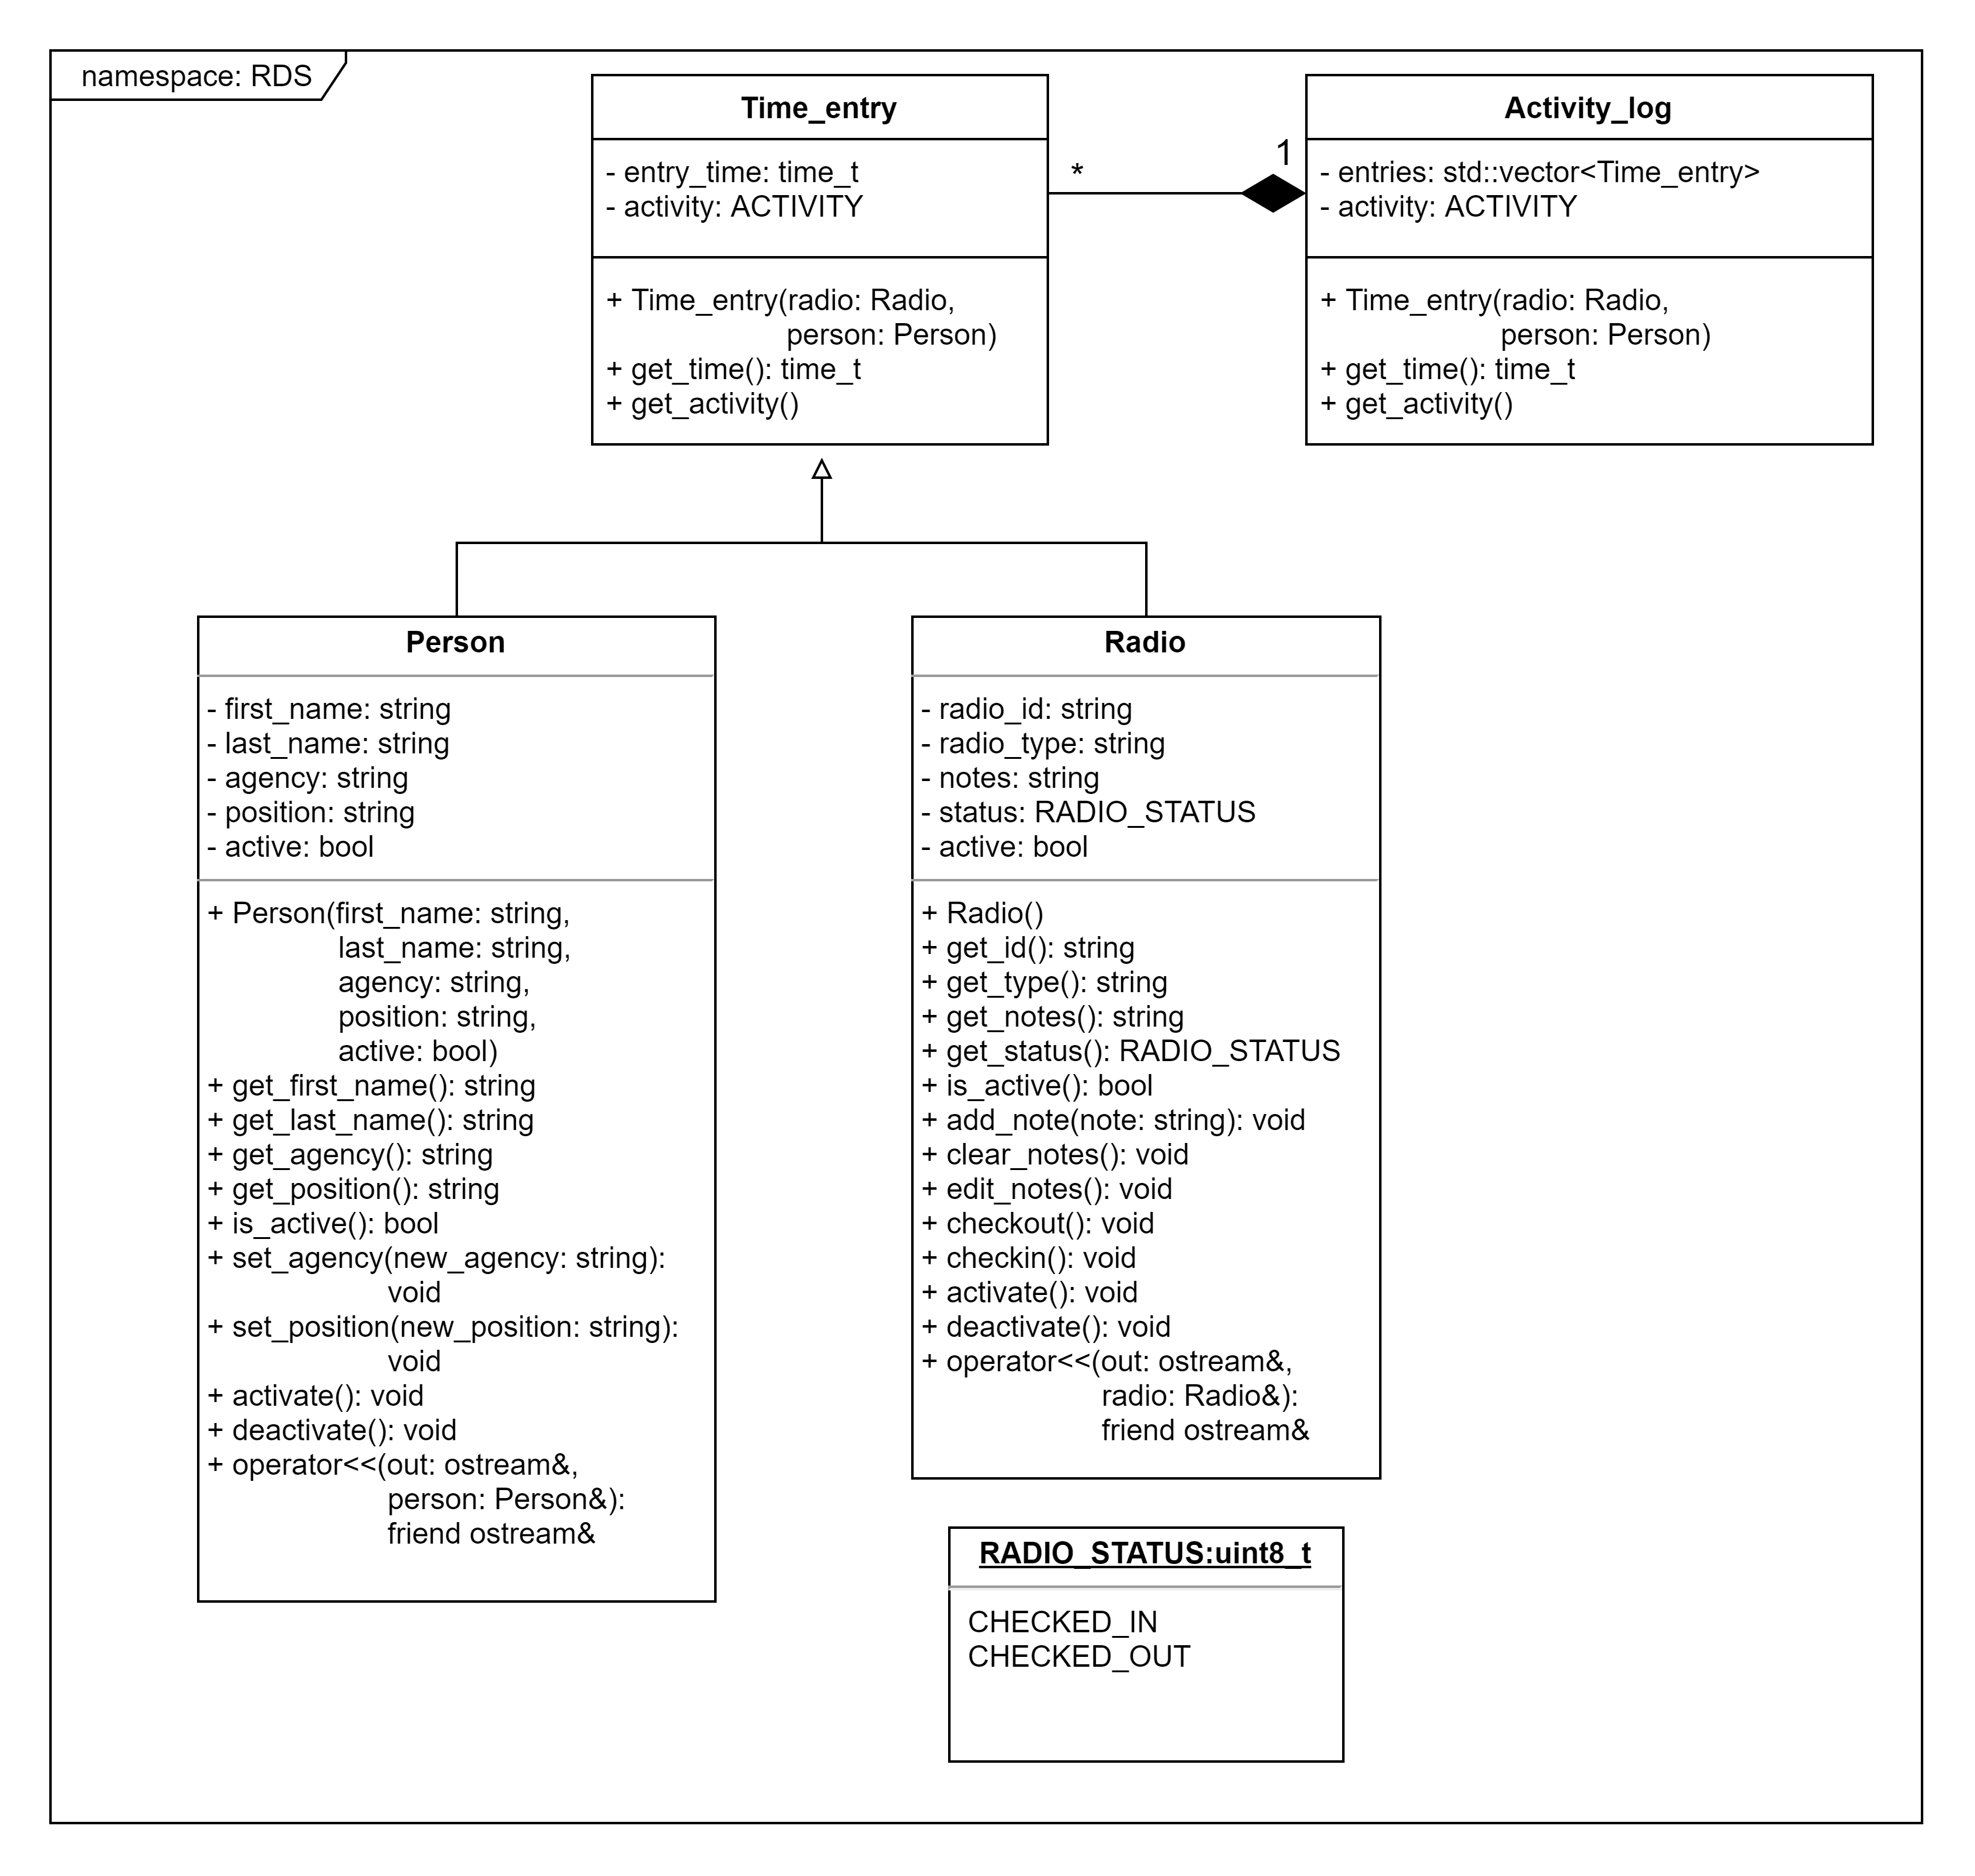 namespace: RDS
Time_entry
- entry_time: time_t
- activity: ACTIVITY
+ Time_entry(radio: Radio,
person: Person)
+ get_time(): time_t
+ get_activity()
*
1
Activity_log
- entries: std::vector<Time_entry>
- activity: ACTIVITY
+ Time_entry(radio: Radio,
person: Person)
+ get_time(): time_t
+ get_activity()
Person
- first_name: string
- last_name: string
- agency: string
- position: string
- active: bool
+ Person(first_name: string,
last_name: string,
agency: string,
position: string,
active: bool)
+ get_first_name(): string
+ get_last_name(): string
+ get_agency(): string
+ get_position(): string
+ is_active(): bool
+ set_agency(new_agency: string):
void
+ set_position(new_position: string):
void
+ activate(): void
+ deactivate(): void
+ operator<<(out: ostream&,
person: Person&):
friend ostream&
Radio
- radio_id: string
- radio_type: string
- notes: string
- status: RADIO_STATUS
- active: bool
+ Radio()
+ get_id(): string
+ get_type(): string
+ get_notes(): string
+ get_status(): RADIO_STATUS
+ is_active(): bool
+ add_note(note: string): void
+ clear_notes(): void
+ edit_notes(): void
+ checkout(): void
+ checkin(): void
+ activate(): void
+ deactivate(): void
+ operator<<(out: ostream&,
radio: Radio&):
friend ostream&
RADIO_STATUS:uint8_t
CHECKED_IN
CHECKED_OUT